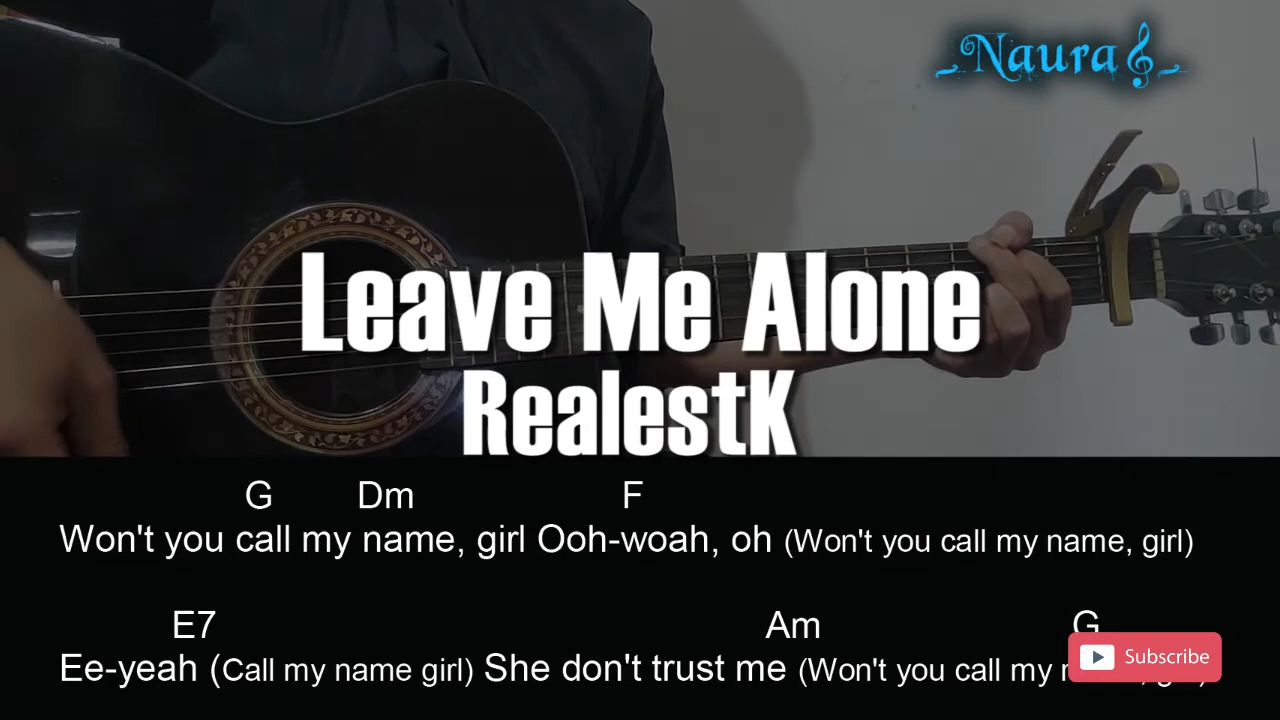 Naura
Leave Me Alone
RealestK
G Dm F
Won't you call my name, girl Ooh-woah, oh (Won't you call my name, girl)
E7 Am G
Ee-yeah (Call my name girl) She don't trust me (Won't you call my
Subscribe